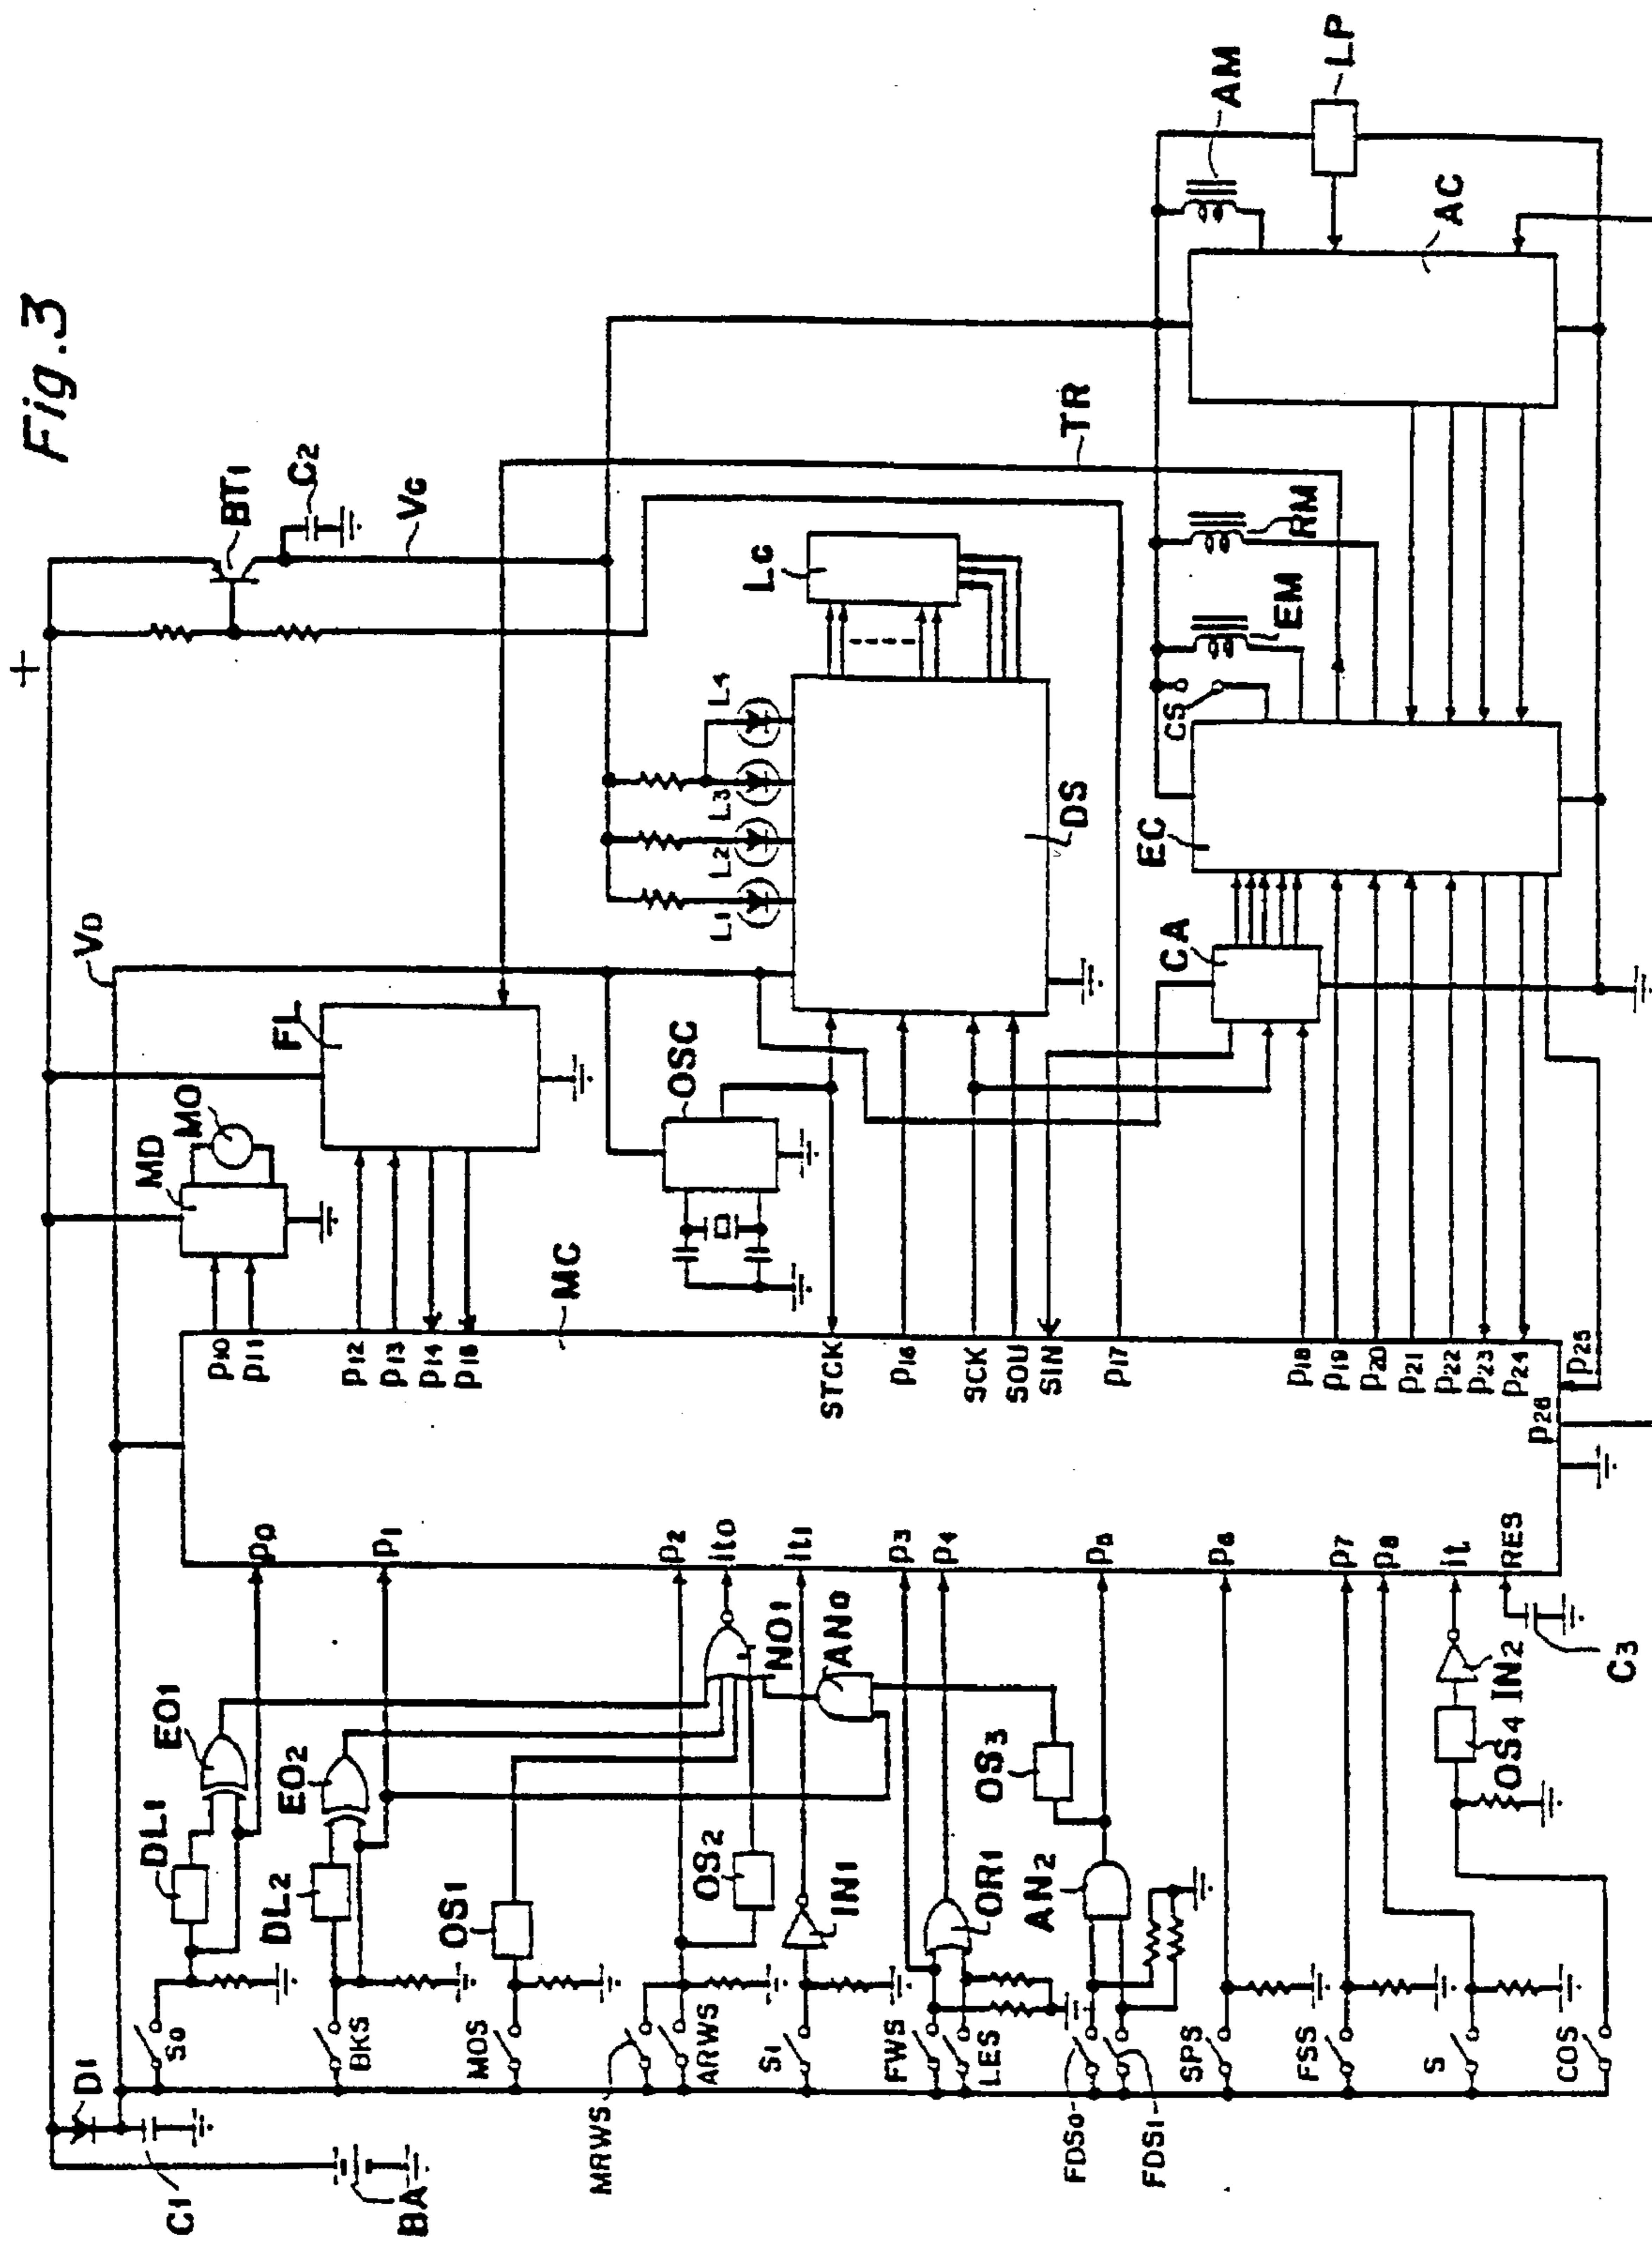 Fig.3
+
BA
C1
D1
VD
MD
MO
FL
BT1
C2
VC
S0
DL1
EO1
BKS
DL2
EO2
MOS
OS1
MRWS
ARWS
OS2
NO1
S1
IN1
AN0
FWS
LES
OR1
FDS0
FDS1
AN2
OS3
SPS
FSS
S
COS
OS4
IN2
C3
P0
P1
P2
It0
It1
P3
P4
P5
P6
P7
P8
It
RES
MC
P10
P11
P12
P13
P14
P15
STCK
P16
SCK
SOU
SIN
P17
P18
P19
P20
P21
P22
P23
P24
P25
P26
OSC
L1
L2
L3
L4
LC
DS
TR
CA
EC
CS
EM
RM
AM
LP
AC